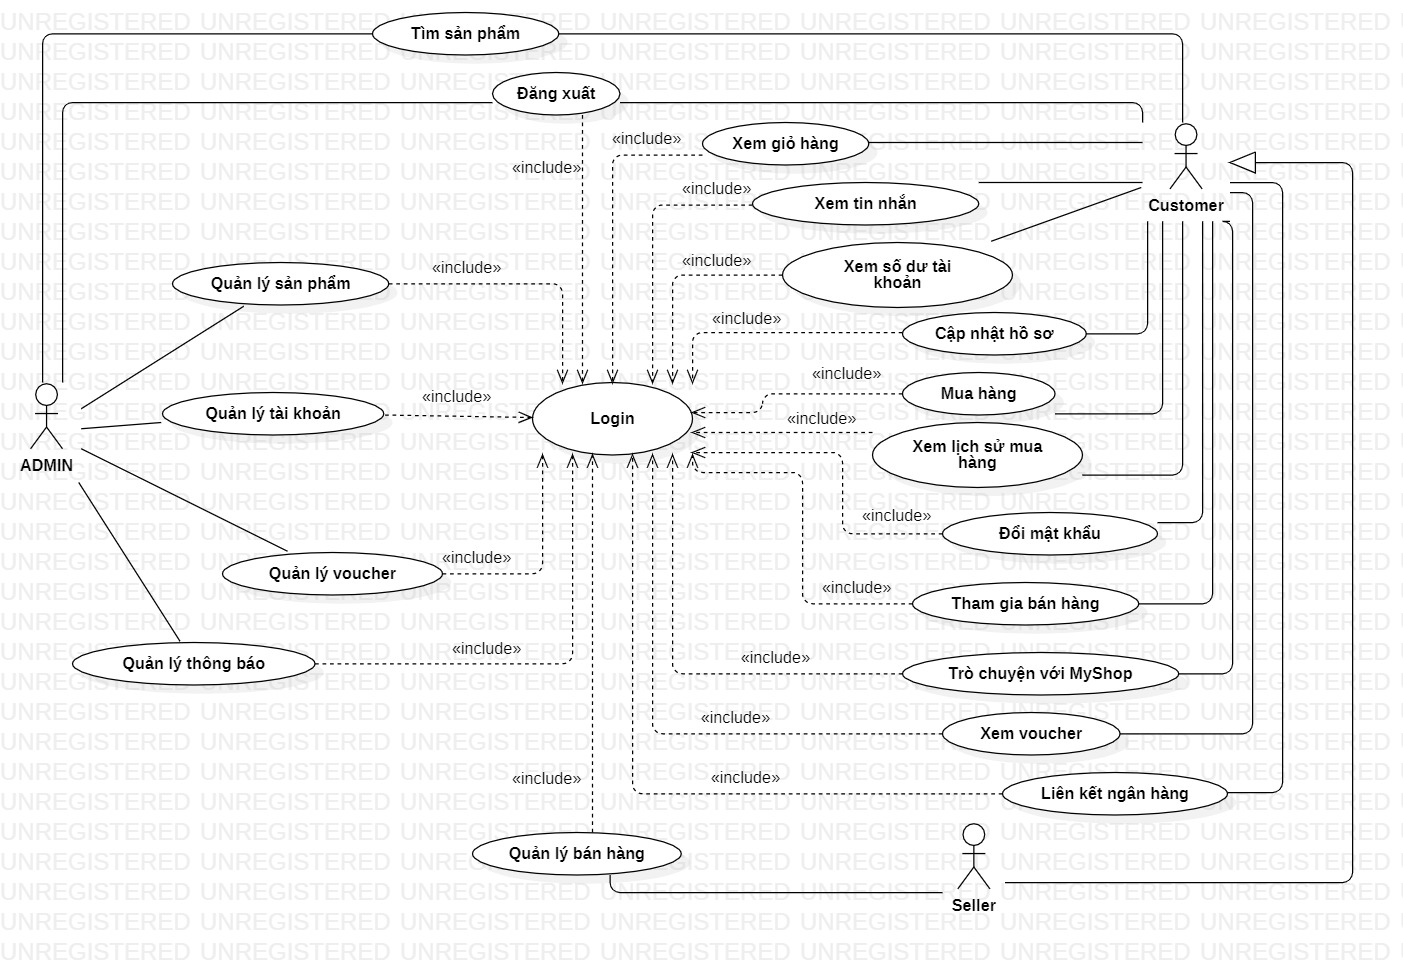 Tìm sản phẩm
Đăng xuất
«include»
Xem giỏ hàng
«include»
«include»
Xem tin nhắn
Customer
«include»
Xem số dư tài
khoản
«include»
Quản lý sản phẩm
«include»
Cập nhật hồ sơ
«include»
Mua hàng
«include»
Quản lý tài khoản
Login
«include»
Xem lịch sử mua
hàng
ADMIN
«include»
Đổi mật khẩu
«include»
Quản lý voucher
«include»
Tham gia bán hàng
«include»
Quản lý thông báo
«include»
Trò chuyện với MyShop
«include»
Xem voucher
«include»
«include»
Liên kết ngân hàng
Quản lý bán hàng
Seller
UNREGISTERED